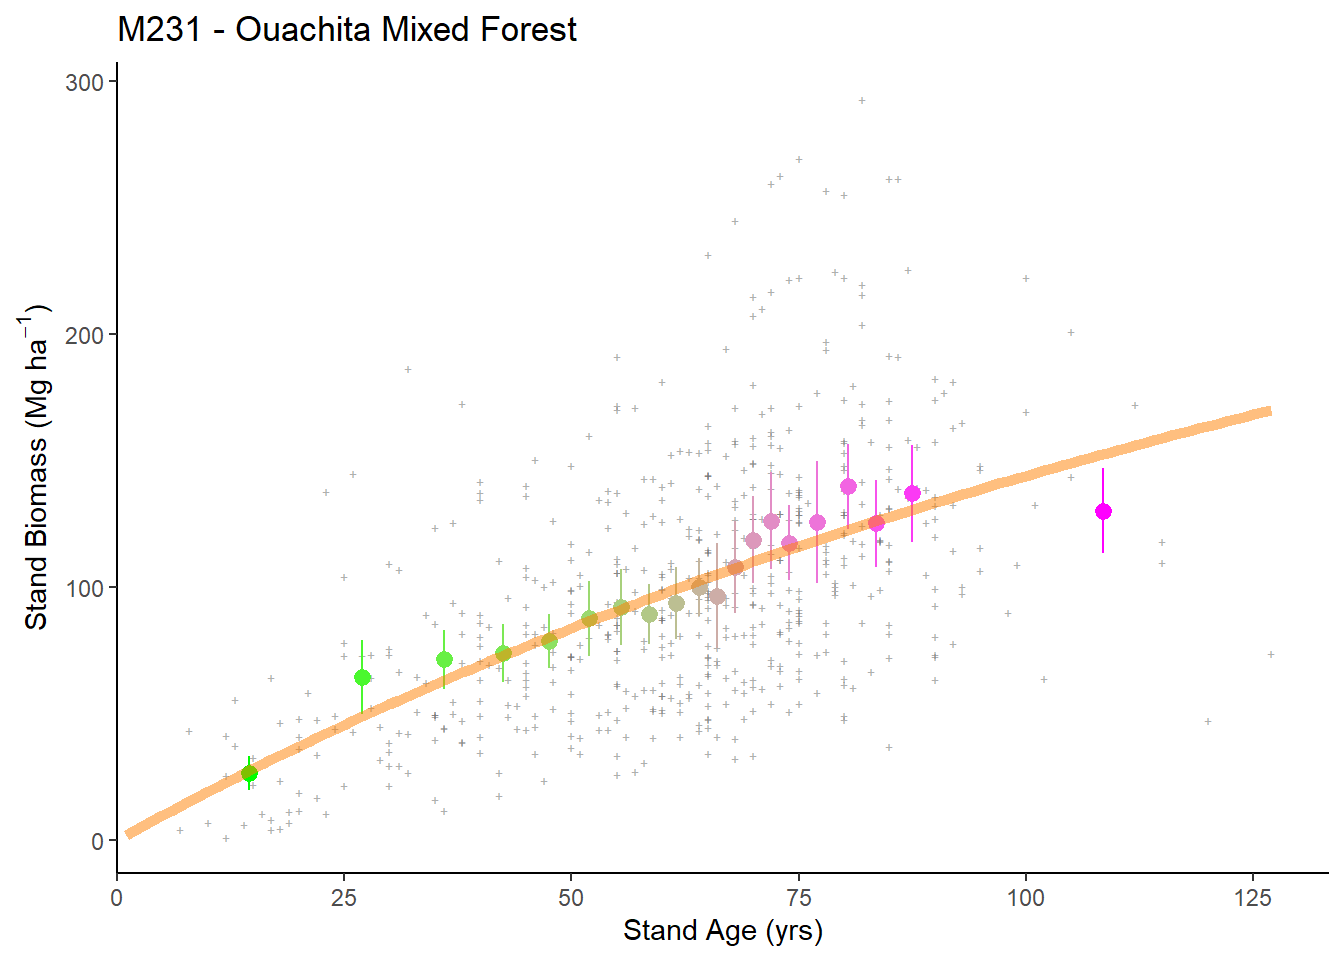 M231 - Ouachita Mixed Forest
Stand Biomass (Mg ha⁻¹)
300
200
100
0
0 25 50 75 100 125
Stand Age (yrs)